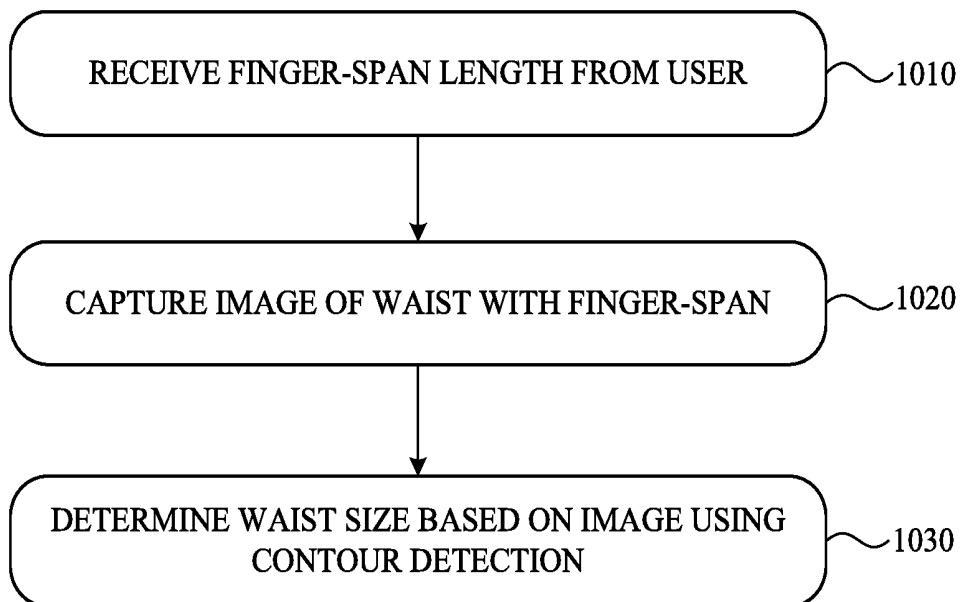 RECEIVE FINGER-SPAN LENGTH FROM USER
1010
CAPTURE IMAGE OF WAIST WITH FINGER-SPAN
1020
DETERMINE WAIST SIZE BASED ON IMAGE USING
CONTOUR DETECTION
1030